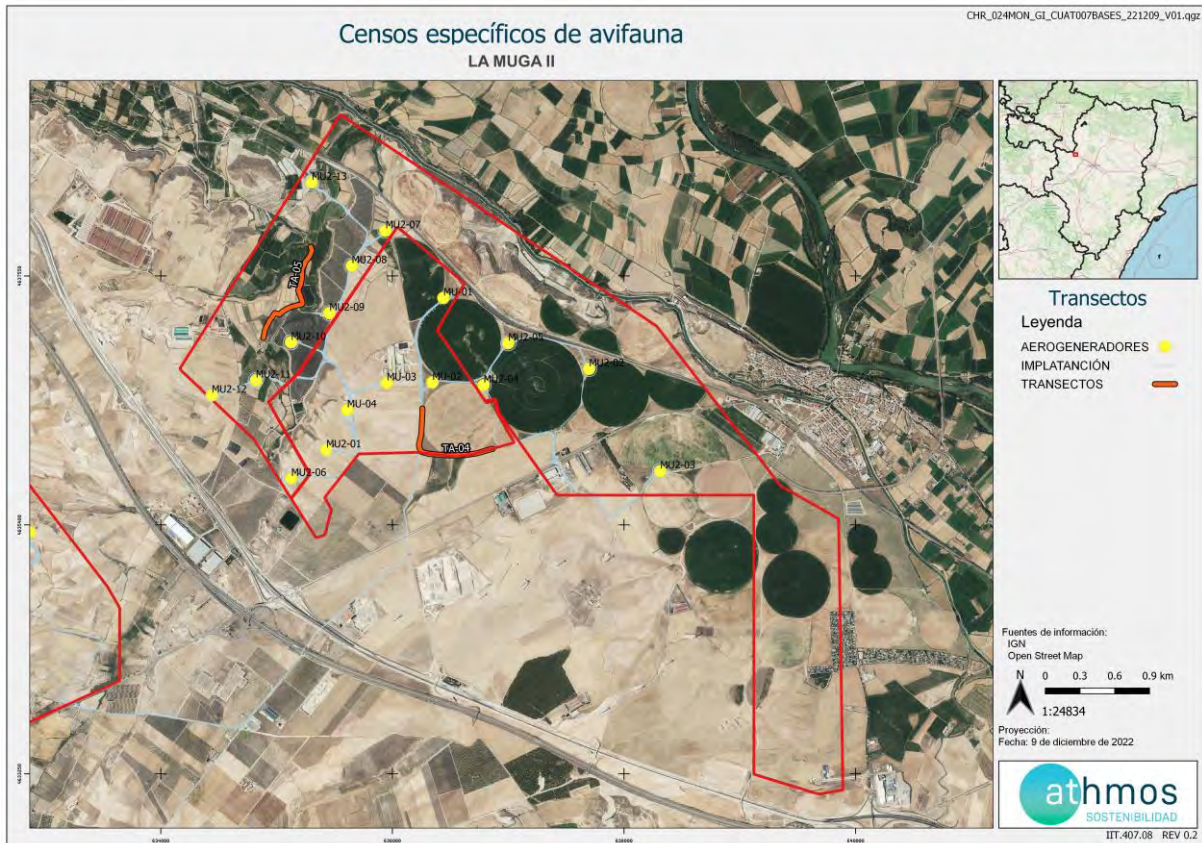 CHR_024MON_GI_CUAT007BASES_221209_V01.qgz
Censos específicos de avifauna
LA MUGA II
MU2-13
MU2-07
MU2-08
TA-05
MU-01
MU2-09
MU2-10
MU2-05
MU2-02
MU2-11
MU-03
MU-02
MU2-04
MU2-12
MU-04
MU2-01
TA-04
MU2-06
MU2-03
Transectos
Leyenda
AEROGENERADORES
IMPLATANCIÓN
TRANSECTOS
Fuentes de información:
IGN
Open Street Map
N
0 0.3 0.6 0.9 km
1:24834
Proyección:
Fecha: 9 de diciembre de 2022
athmos
SOSTENIBILIDAD
IIT.407.08 REV 0.2